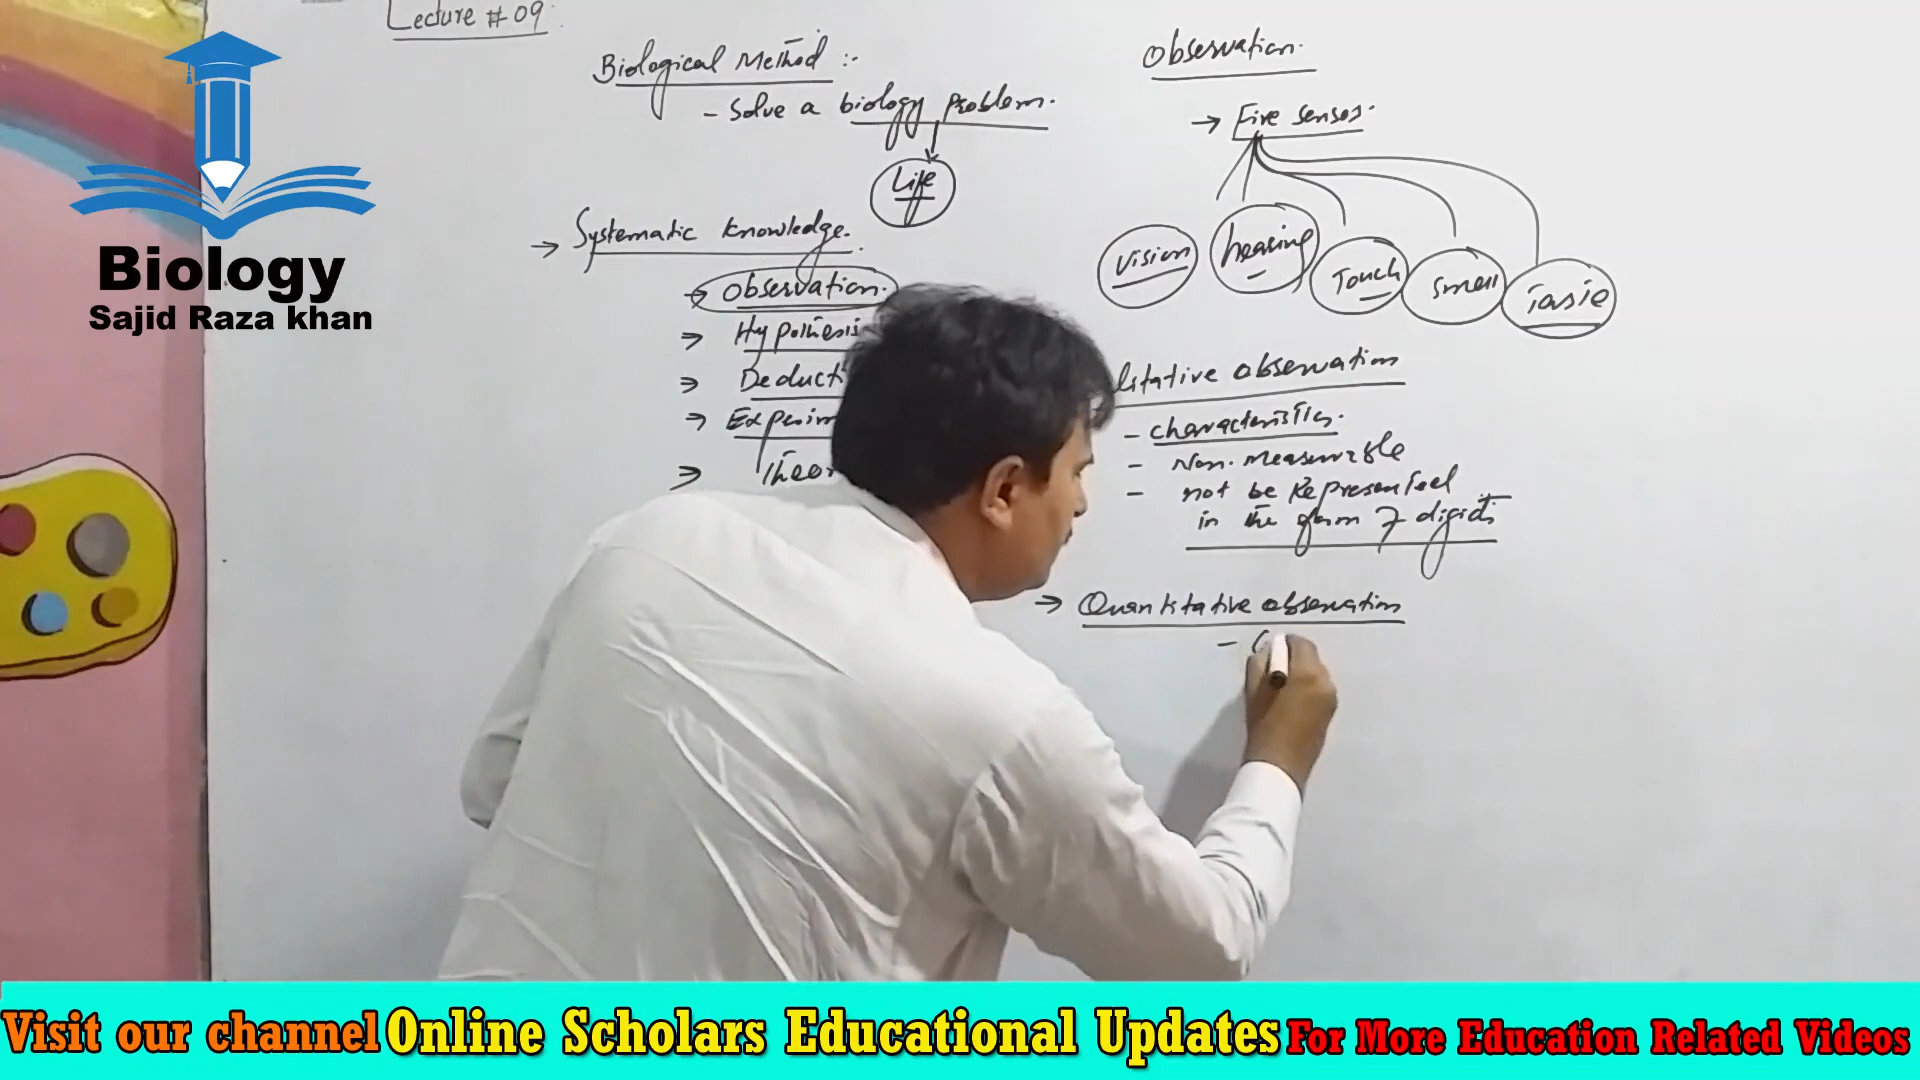 Lecture # 09
Biological Method :-
- Solve a biology Problem.
Life
→ Systematic knowledge.
→ Observation.
→ Hypothesis
→ Deducti
→ Experim
→ Theor
Observation.
→ Five senses.
vision
hearing
Touch
Smell
Taste
litative observation
- characteristics.
- Non. Measurable
- not be Represented
in the form of digits
→ Quantitative observation
-
Biology
Sajid Raza khan
Visit our channel Online Scholars Educational Updates For More Education Related Videos